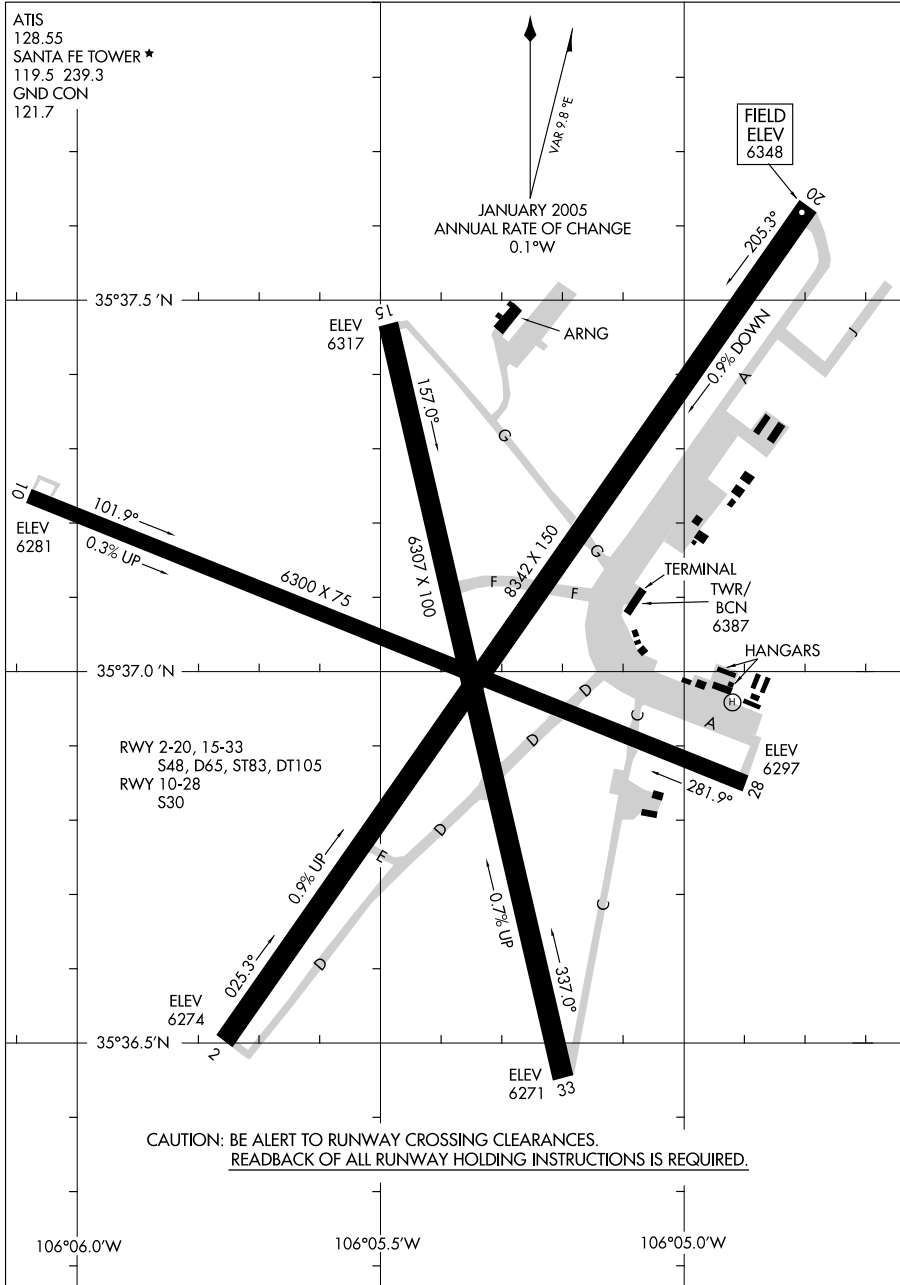 ATIS
128.55
SANTA FE TOWER ★
119.5 239.3
GND CON
121.7
VAR 9.8 °E
JANUARY 2005
ANNUAL RATE OF CHANGE
0.1°W
FIELD
ELEV
6348
20
205.3°
0.9% DOWN
35°37.5'N
15
ELEV
6317
157.0°
ARNG
A
J
G
10
ELEV
6281
101.9°
0.3% UP
6300 X 75
6307 X 100
8342 X 150
G
F
F
TERMINAL
TWR/
BCN
6387
HANGARS
H
35°37.0'N
D
C
A
D
ELEV
6297
28
281.9°
RWY 2-20, 15-33
S48, D65, ST83, DT105
RWY 10-28
S30
D
E
0.9% UP
0.7% UP
C
D
025.3°
337.0°
ELEV
6274
2
35°36.5'N
ELEV
6271
33
CAUTION: BE ALERT TO RUNWAY CROSSING CLEARANCES.
READBACK OF ALL RUNWAY HOLDING INSTRUCTIONS IS REQUIRED.
106°06.0'W
106°05.5'W
106°05.0'W